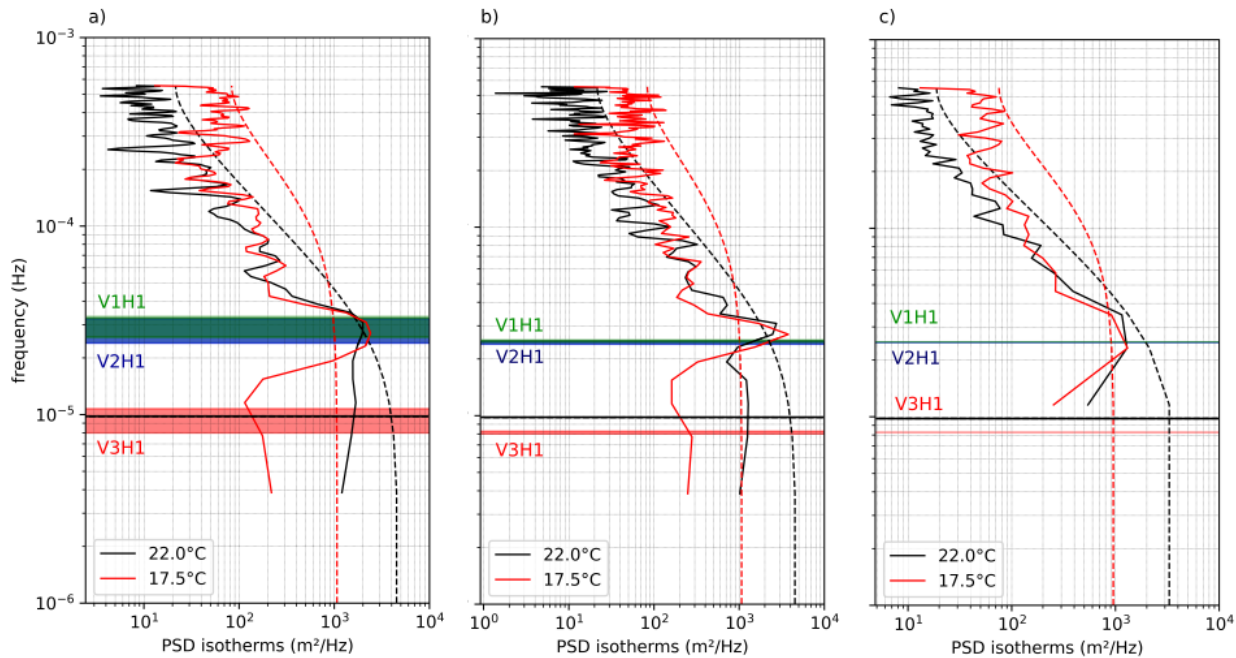 a)
b)
c)
10⁻³
10⁻⁴
10⁻⁵
10⁻⁶
frequency (Hz)
V1H1
V2H1
V3H1
22.0°C
17.5°C
10¹ 10² 10³ 10⁴
PSD isotherms (m²/Hz)
V1H1
V2H1
V3H1
22.0°C
17.5°C
10⁰ 10¹ 10² 10³ 10⁴
PSD isotherms (m²/Hz)
V1H1
V2H1
V3H1
22.0°C
17.5°C
10¹ 10² 10³ 10⁴
PSD isotherms (m²/Hz)